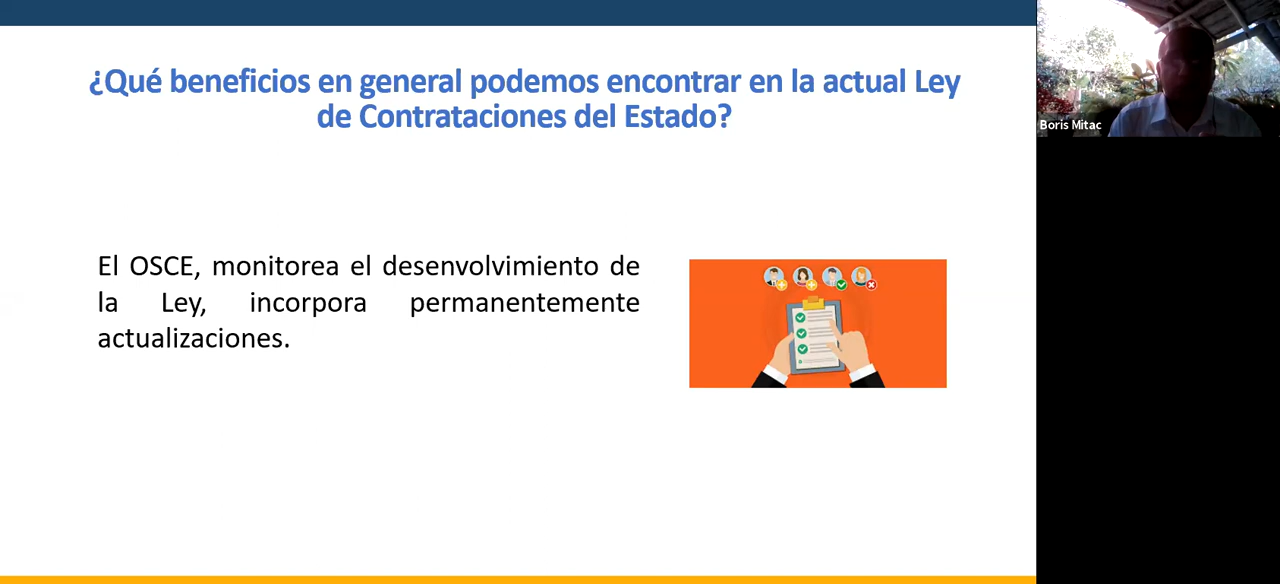 ¿Qué beneficios en general podemos encontrar en la actual Ley
de Contrataciones del Estado?
El OSCE, monitorea el desenvolvimiento de
la Ley, incorpora permanentemente
actualizaciones.
Boris Mitac